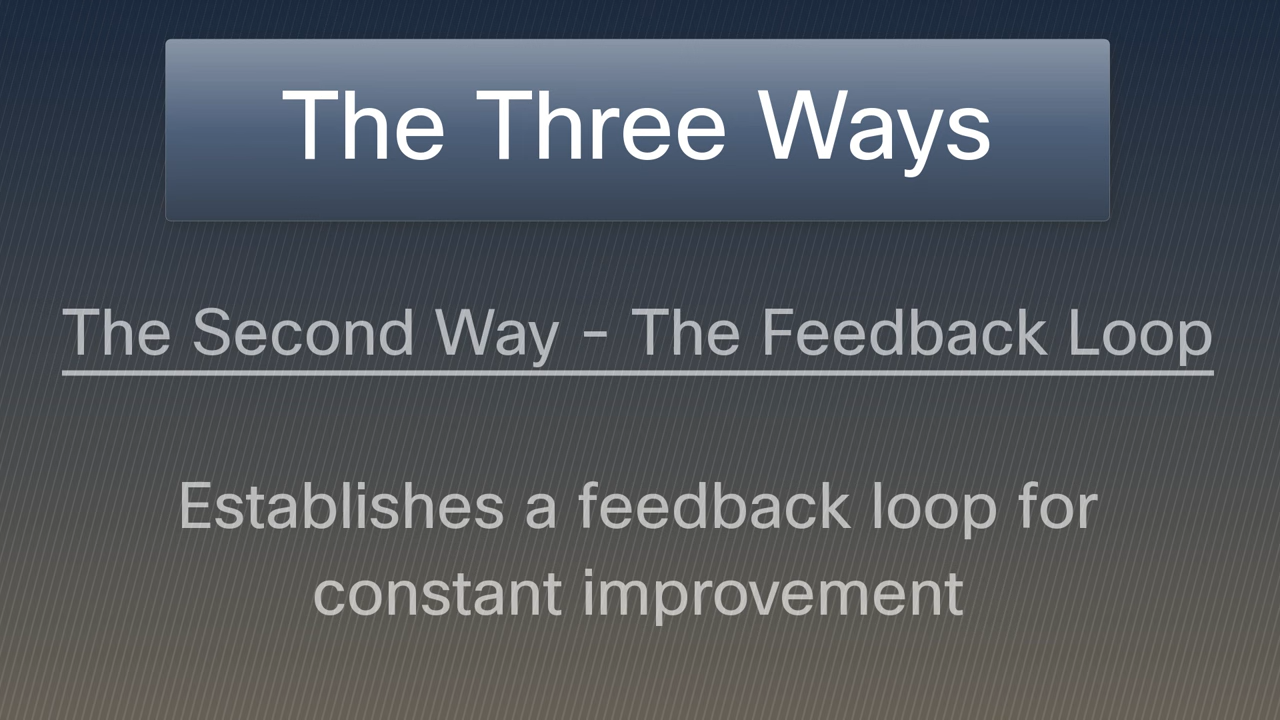 The Three Ways
The Second Way - The Feedback Loop
Establishes a feedback loop for
constant improvement